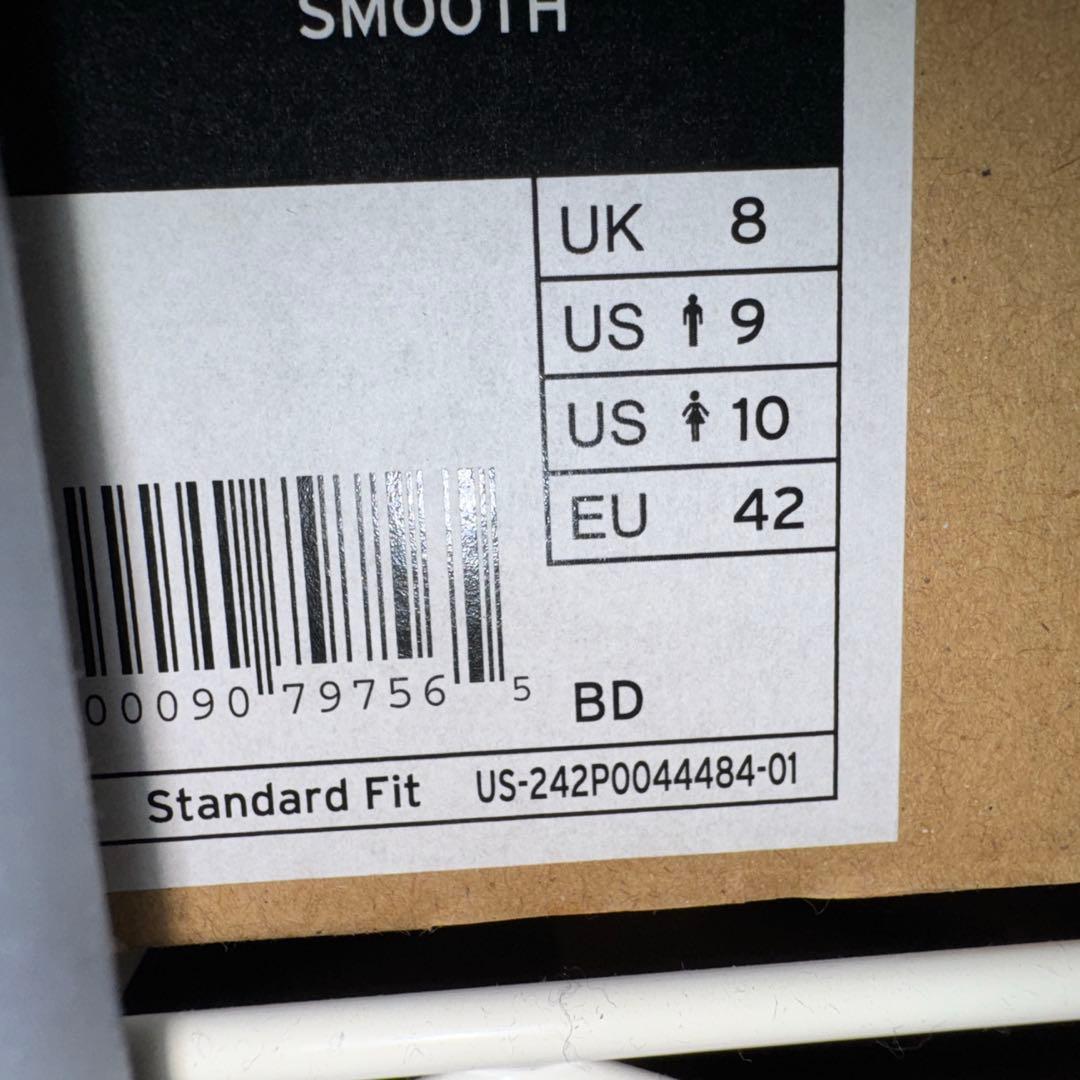 SMOOTH
UK 8
US 9
US 10
EU 42
00090 79756 5
BD
Standard Fit US-242P0044484-01